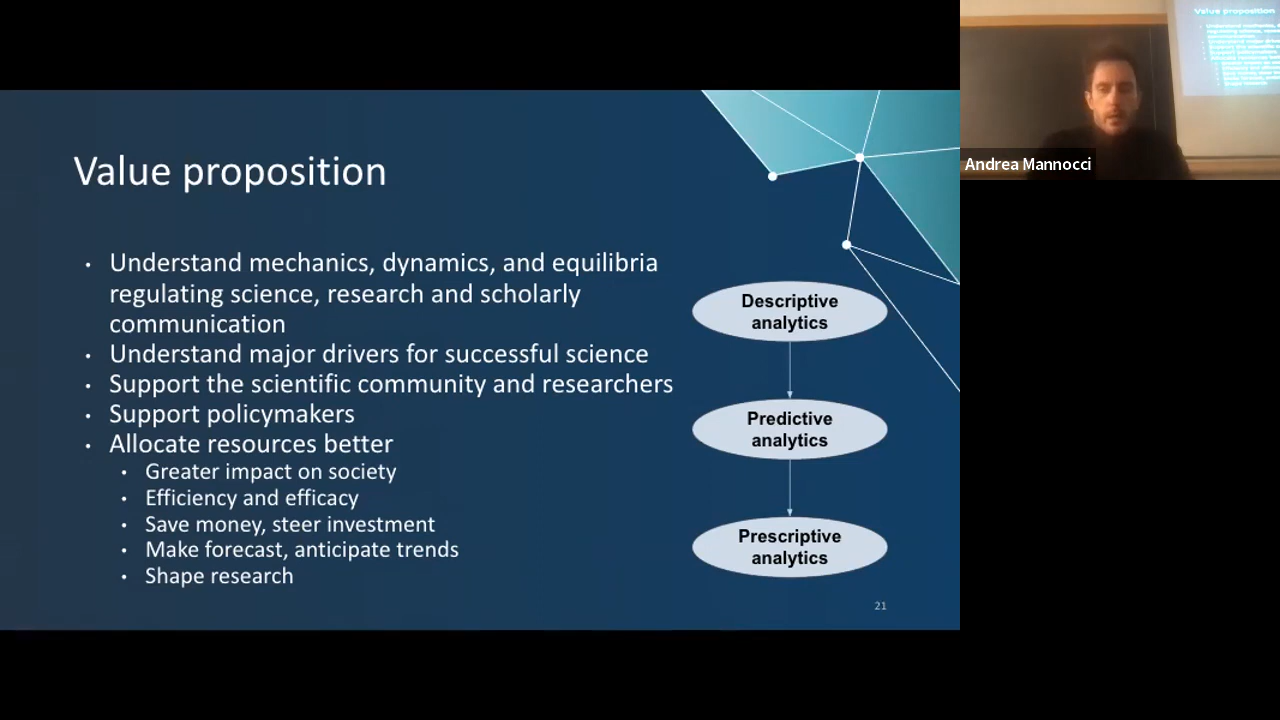 Value proposition
Understand mechanics, dynamics, and equilibria
regulating science, research and scholarly
communication
Understand major drivers for successful science
Support the scientific community and researchers
Support policymakers
Allocate resources better
Greater impact on society
Efficiency and efficacy
Save money, steer investment
Make forecast, anticipate trends
Shape research
Descriptive
analytics
Predictive
analytics
Prescriptive
analytics
21
Value proposition
Andrea Mannocci